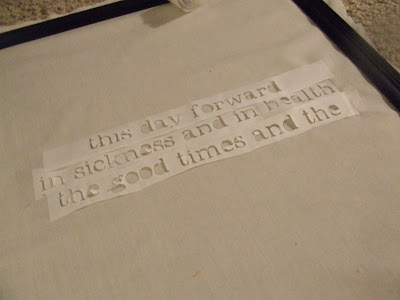 this day forward
in sickness and in health
the good times and the